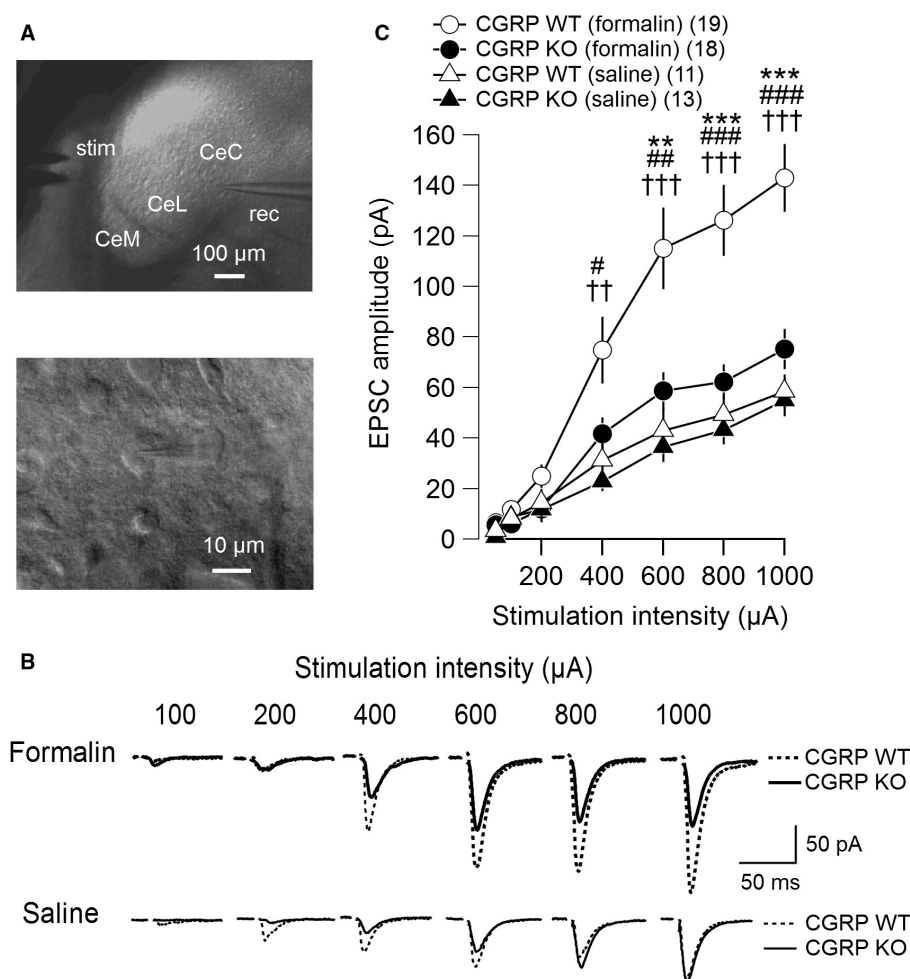 A
stim
CeC
CeL
rec
CeM
100 µm
10 µm
C
CGRP WT (formalin) (19)
CGRP KO (formalin) (18)
CGRP WT (saline) (11)
CGRP KO (saline) (13)
***
###
†††
***
###
†††
**
##
†††
#
††
EPSC amplitude (pA)
160
140
120
100
80
60
40
20
0
200 400 600 800 1000
Stimulation intensity (µA)
B
Stimulation intensity (µA)
100 200 400 600 800 1000
Formalin
CGRP WT
CGRP KO
50 pA
50 ms
Saline
CGRP WT
CGRP KO